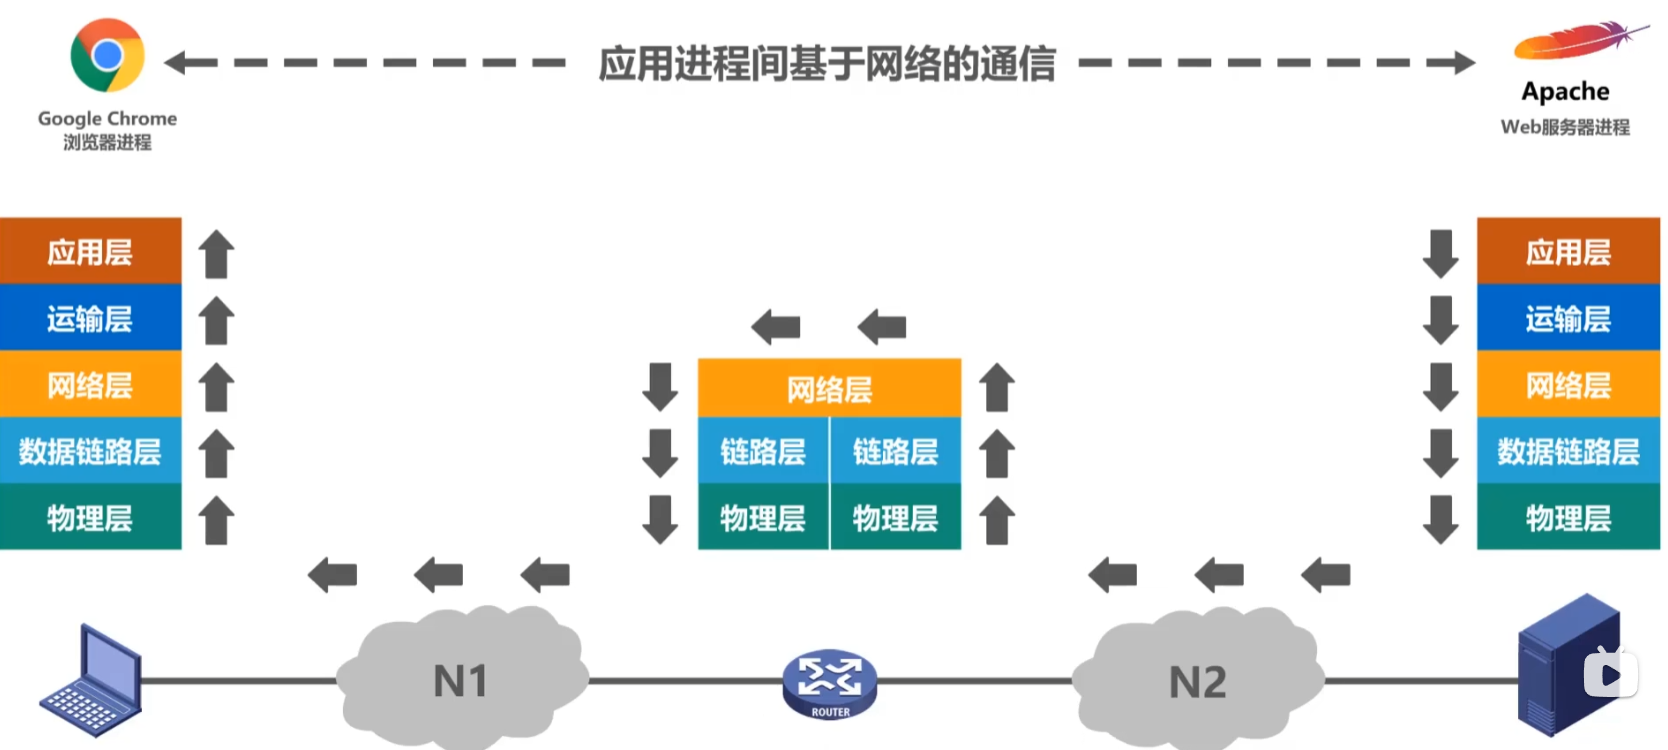 应用进程间基于网络的通信
Google Chrome
浏览器进程
Apache
Web服务器进程
应用层
运输层
网络层
数据链路层
物理层
网络层
链路层 链路层
物理层 物理层
应用层
运输层
网络层
数据链路层
物理层
N1
ROUTER
N2